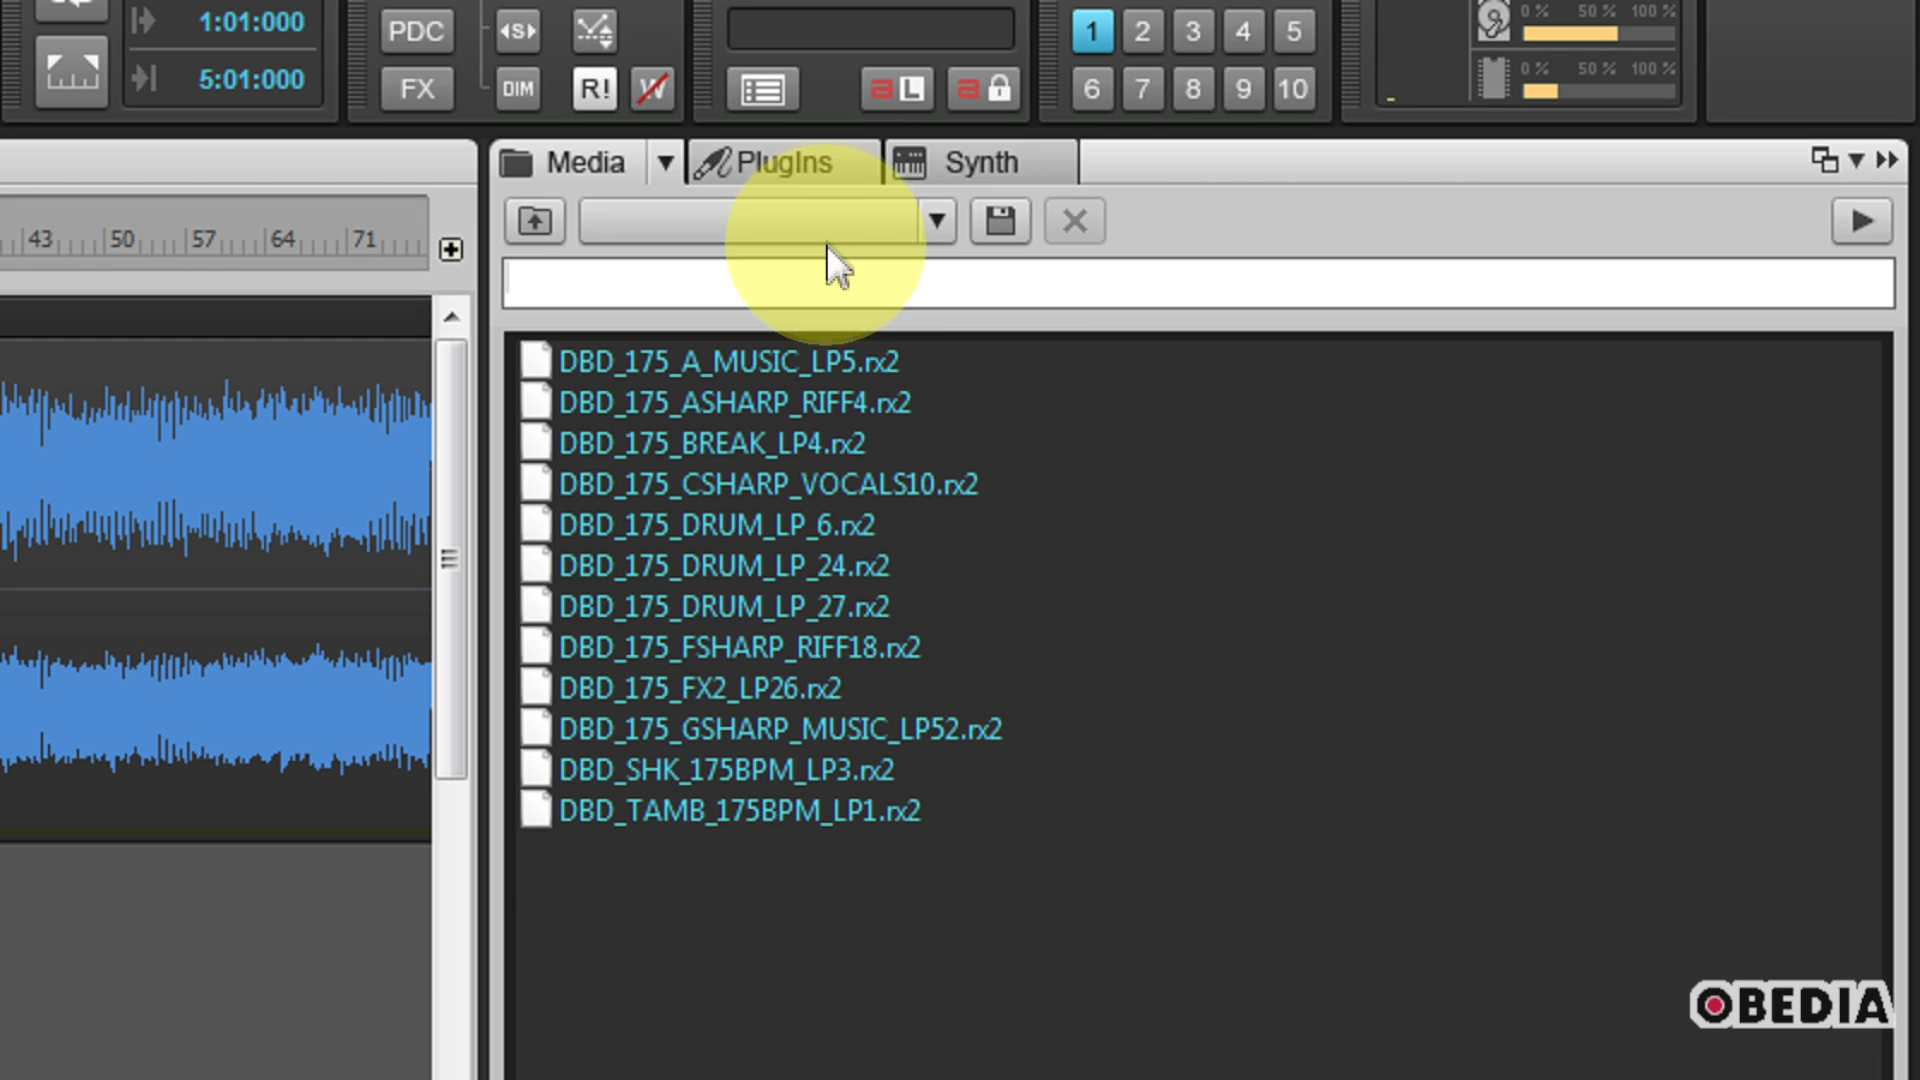 1:01:000
PDC
S
1 2 3 4 5
0 % 50 % 100 %
5:01:000
FX
DIM
R!
W
a L
a
6 7 8 9 10
0 % 50 % 100 %
Media
PlugIns
Synth
43 50 57 64 71
DBD_175_A_MUSIC_LP5.rx2
DBD_175_ASHARP_RIFF4.rx2
DBD_175_BREAK_LP4.rx2
DBD_175_CSHARP_VOCALS10.rx2
DBD_175_DRUM_LP_6.rx2
DBD_175_DRUM_LP_24.rx2
DBD_175_DRUM_LP_27.rx2
DBD_175_FSHARP_RIFF18.rx2
DBD_175_FX2_LP26.rx2
DBD_175_GSHARP_MUSIC_LP52.rx2
DBD_SHK_175BPM_LP3.rx2
DBD_TAMB_175BPM_LP1.rx2
OBEDIA